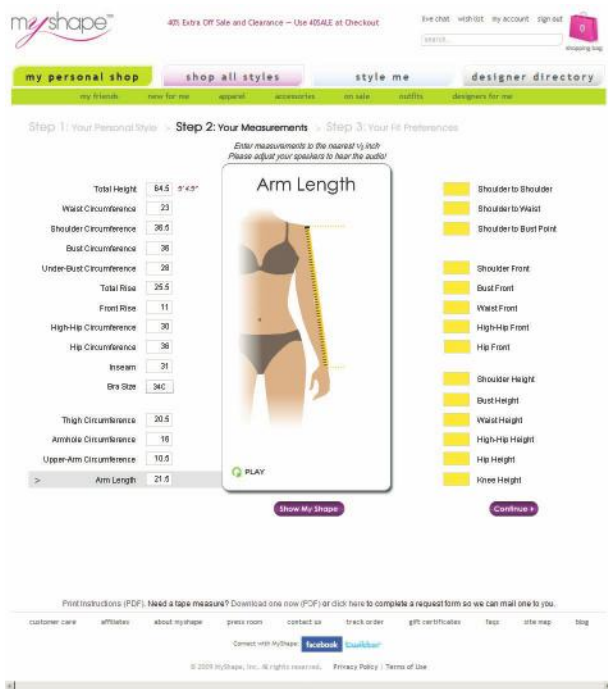 myshape™
40% Extra Off Sale and Clearance — Use 40SALE at Checkout
live chat wish list my account sign out
search...
0
shopping bag
my personal shop
shop all styles
style me
designer directory
my friends new for me apparel accessories on sale outfits designers for me
Step 1: Your Personal Style > Step 2: Your Measurements > Step 3: Your Fit Preferences
Enter measurements to the nearest ½ inch
Please adjust your speakers to hear the audio!
Arm Length
Total Height 64.5 5'4.5"
Waist Circumference 23
Shoulder Circumference 36.5
Bust Circumference 36
Under-Bust Circumference 28
Total Rise 25.5
Front Rise 11
High-Hip Circumference 30
Hip Circumference 36
Inseam 31
Bra Size 34C
Thigh Circumference 20.5
Armhole Circumference 16
Upper-Arm Circumference 10.5
> Arm Length 21.5
PLAY
Shoulder to Shoulder
Shoulder to Waist
Shoulder to Bust Point
Shoulder Front
Bust Front
Waist Front
High-Hip Front
Hip Front
Shoulder Height
Bust Height
Waist Height
High-Hip Height
Hip Height
Knee Height
Show My Shape
Continue
Print Instructions (PDF). Need a tape measure? Download one now (PDF) or click here to complete a request form so we can mail one to you.
customer care affiliates about myshape press room contact us track order gift certificates faqs site map blog
Connect with MyShape: facebook twitter
© 2009 MyShape, Inc. All rights reserved. Privacy Policy | Terms of Use